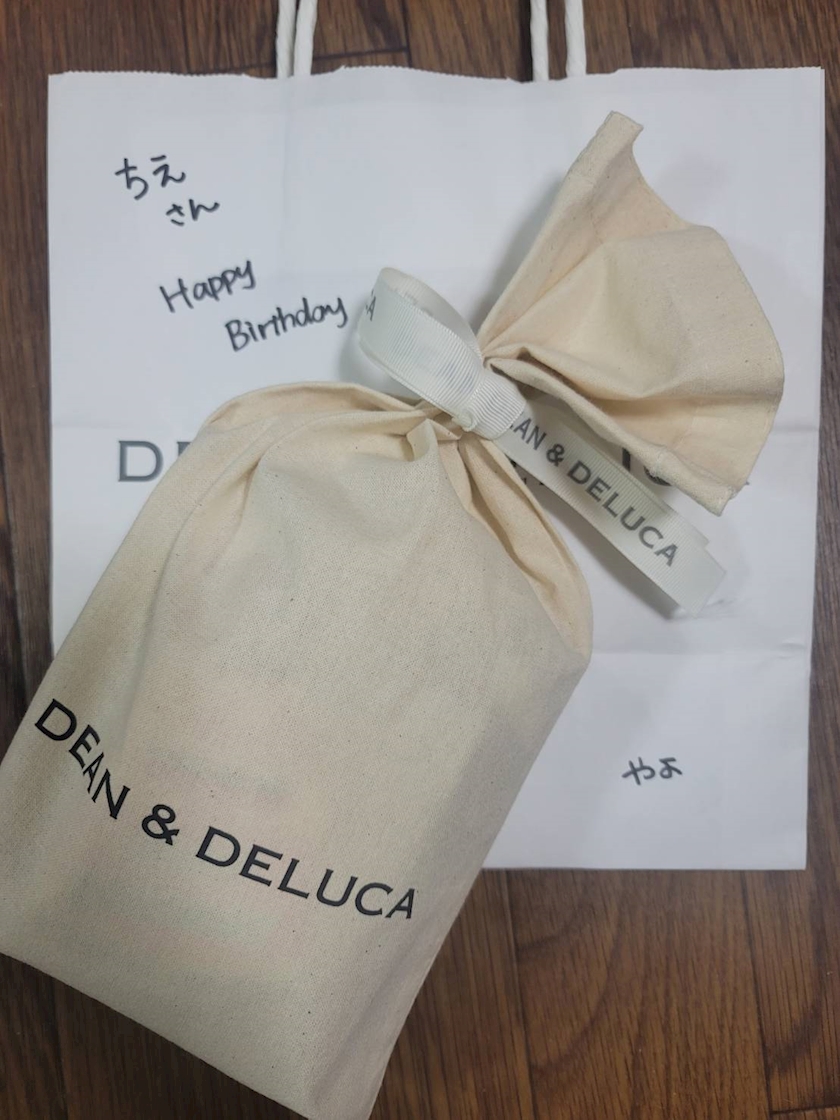 ちえ
さん
Happy
Birthday
DEAN & DELUCA
DEAN & DELUCA
やよ